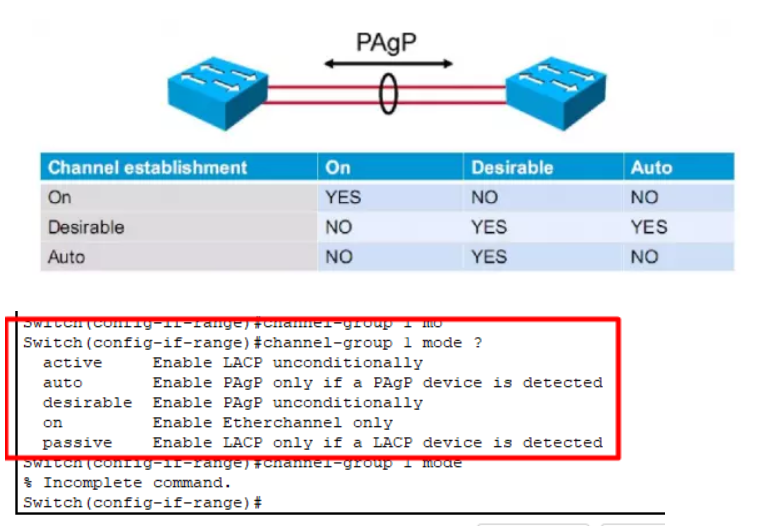 PAgP
Channel establishment On Desirable Auto
On YES NO NO
Desirable NO YES YES
Auto NO YES NO
Switch(config-if-range)#channel-group 1 mo
Switch(config-if-range)#channel-group 1 mode ?
active Enable LACP unconditionally
auto Enable PAgP only if a PAgP device is detected
desirable Enable PAgP unconditionally
on Enable Etherchannel only
passive Enable LACP only if a LACP device is detected
Switch(config-if-range)#channel-group 1 mode
% Incomplete command.
Switch(config-if-range)#